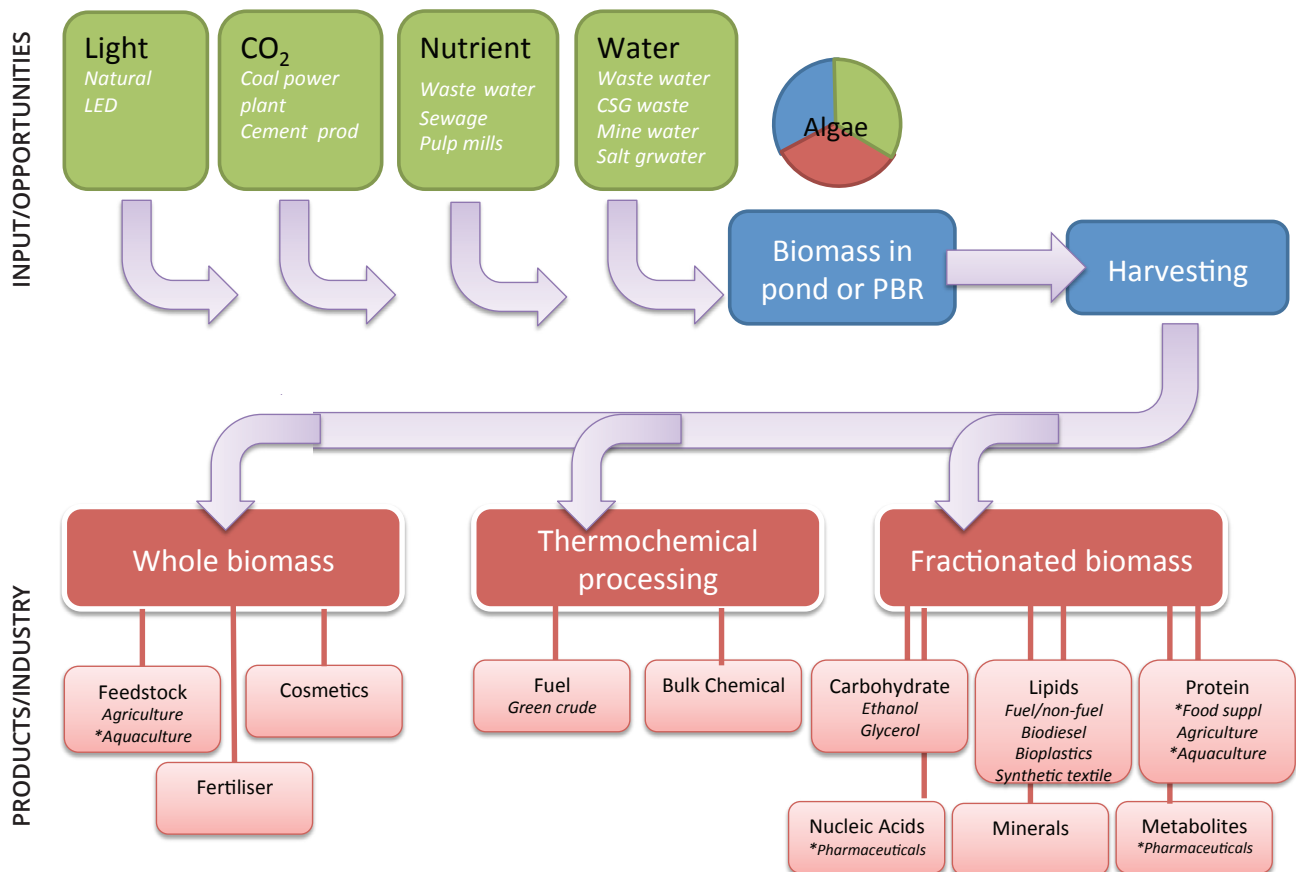 INPUT/OPPORTUNITIES
Light
Natural
LED
CO₂
Coal power
plant
Cement prod
Nutrient
Waste water
Sewage
Pulp mills
Water
Waste water
CSG waste
Mine water
Salt grwater
Algae
Biomass in
pond or PBR
Harvesting
PRODUCTS/INDUSTRY
Whole biomass
Thermochemical
processing
Fractionated biomass
Feedstock
Agriculture
*Aquaculture
Fertiliser
Cosmetics
Fuel
Green crude
Bulk Chemical
Carbohydrate
Ethanol
Glycerol
Lipids
Fuel/non-fuel
Biodiesel
Bioplastics
Synthetic textile
Protein
*Food suppl
Agriculture
*Aquaculture
Nucleic Acids
*Pharmaceuticals
Minerals
Metabolites
*Pharmaceuticals